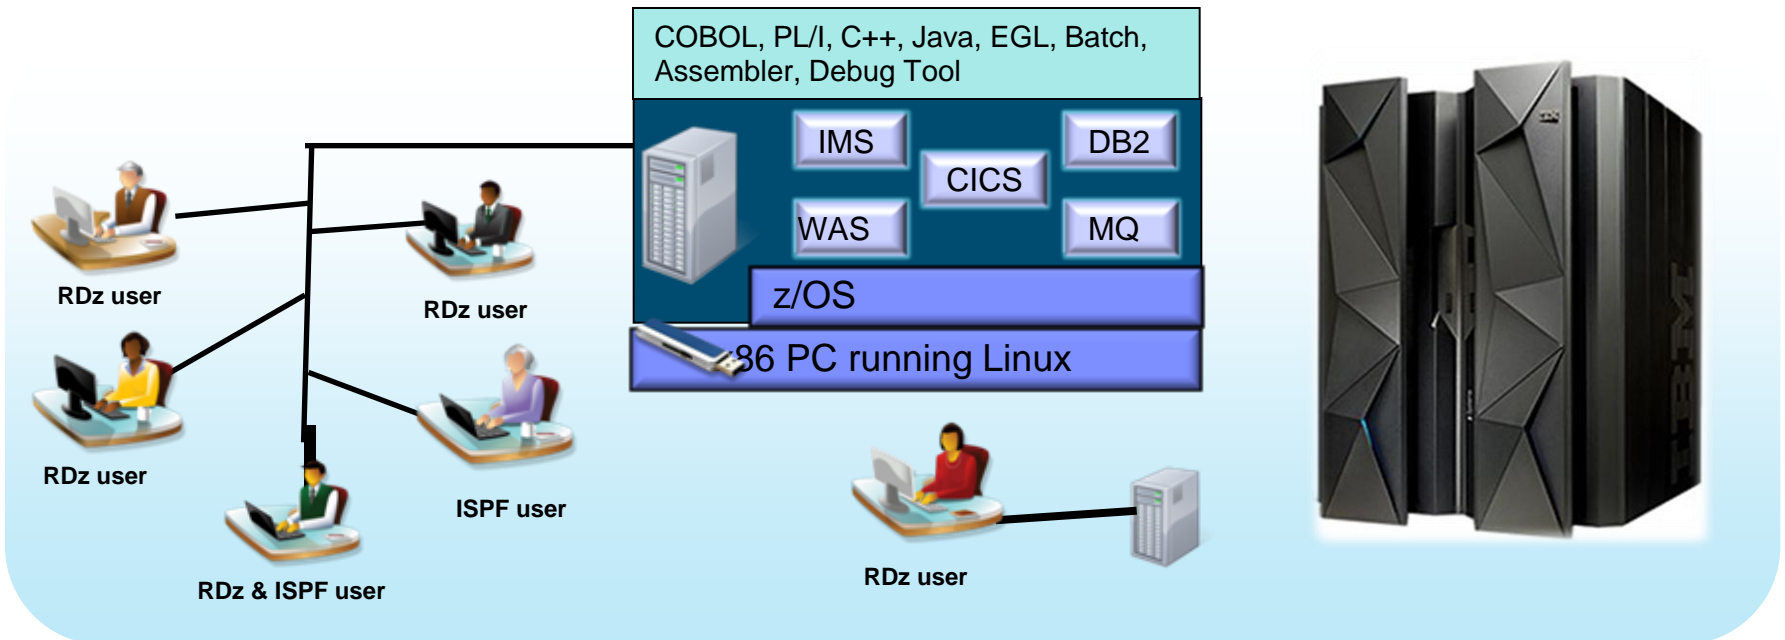 COBOL, PL/I, C++, Java, EGL, Batch,
Assembler, Debug Tool
IMS
DB2
CICS
WAS
MQ
z/OS
86 PC running Linux
RDz user
RDz user
RDz user
ISPF user
RDz & ISPF user
RDz user
IBM